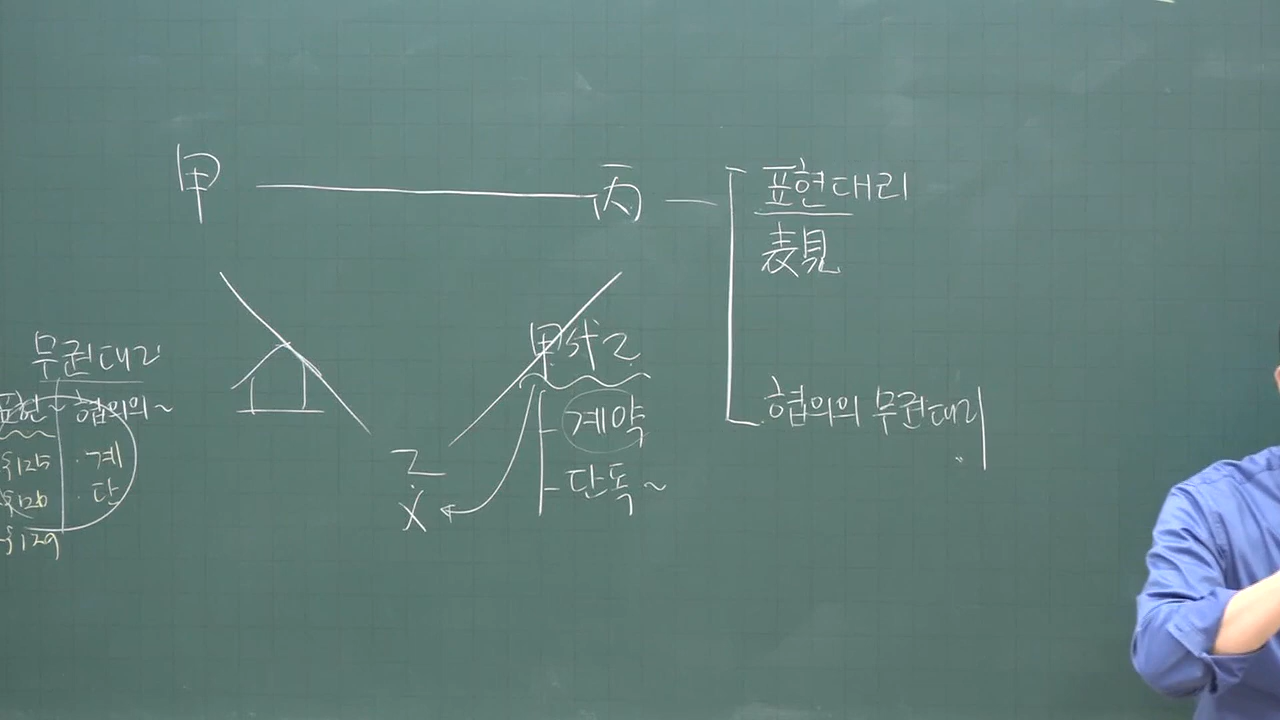 甲 丙
표현대리
表見
甲 代 乙
계약
단독~
乙
X
협의의 무권대리
무권대리
표현~ 협의의~
§125 · 계
§126 · 단
§129